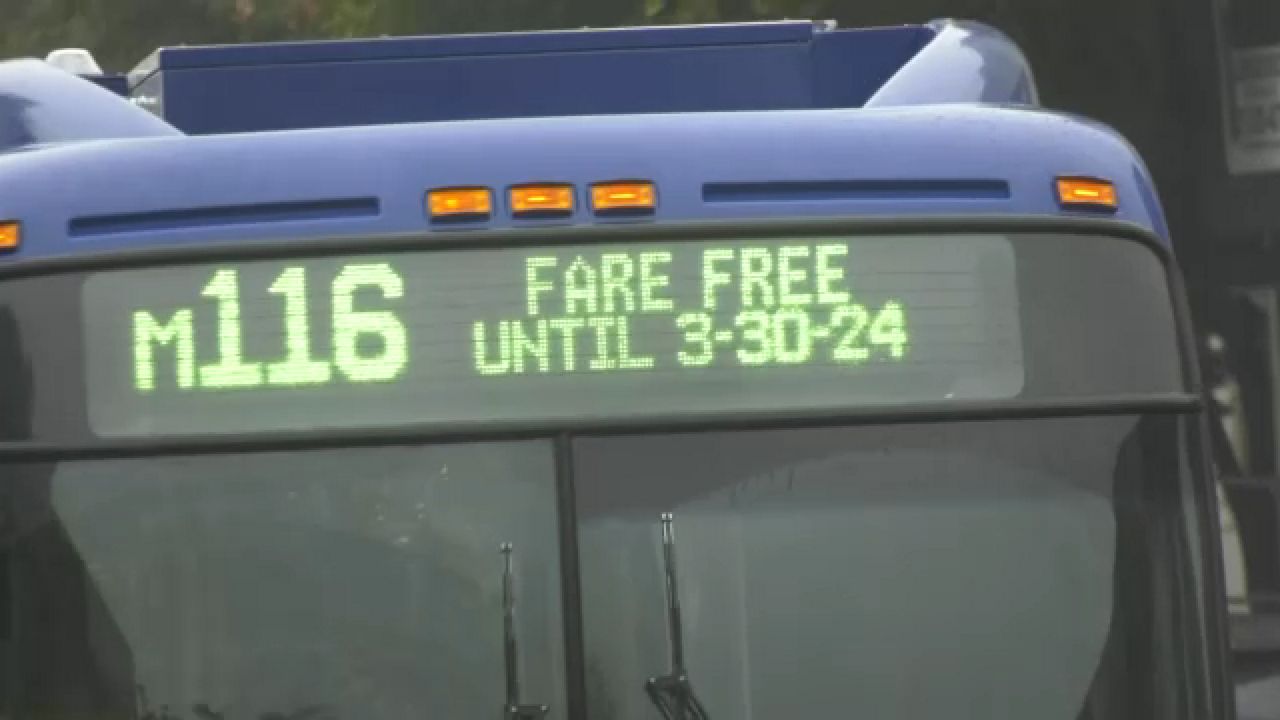 M116
FARE FREE
UNTIL 3-30-24